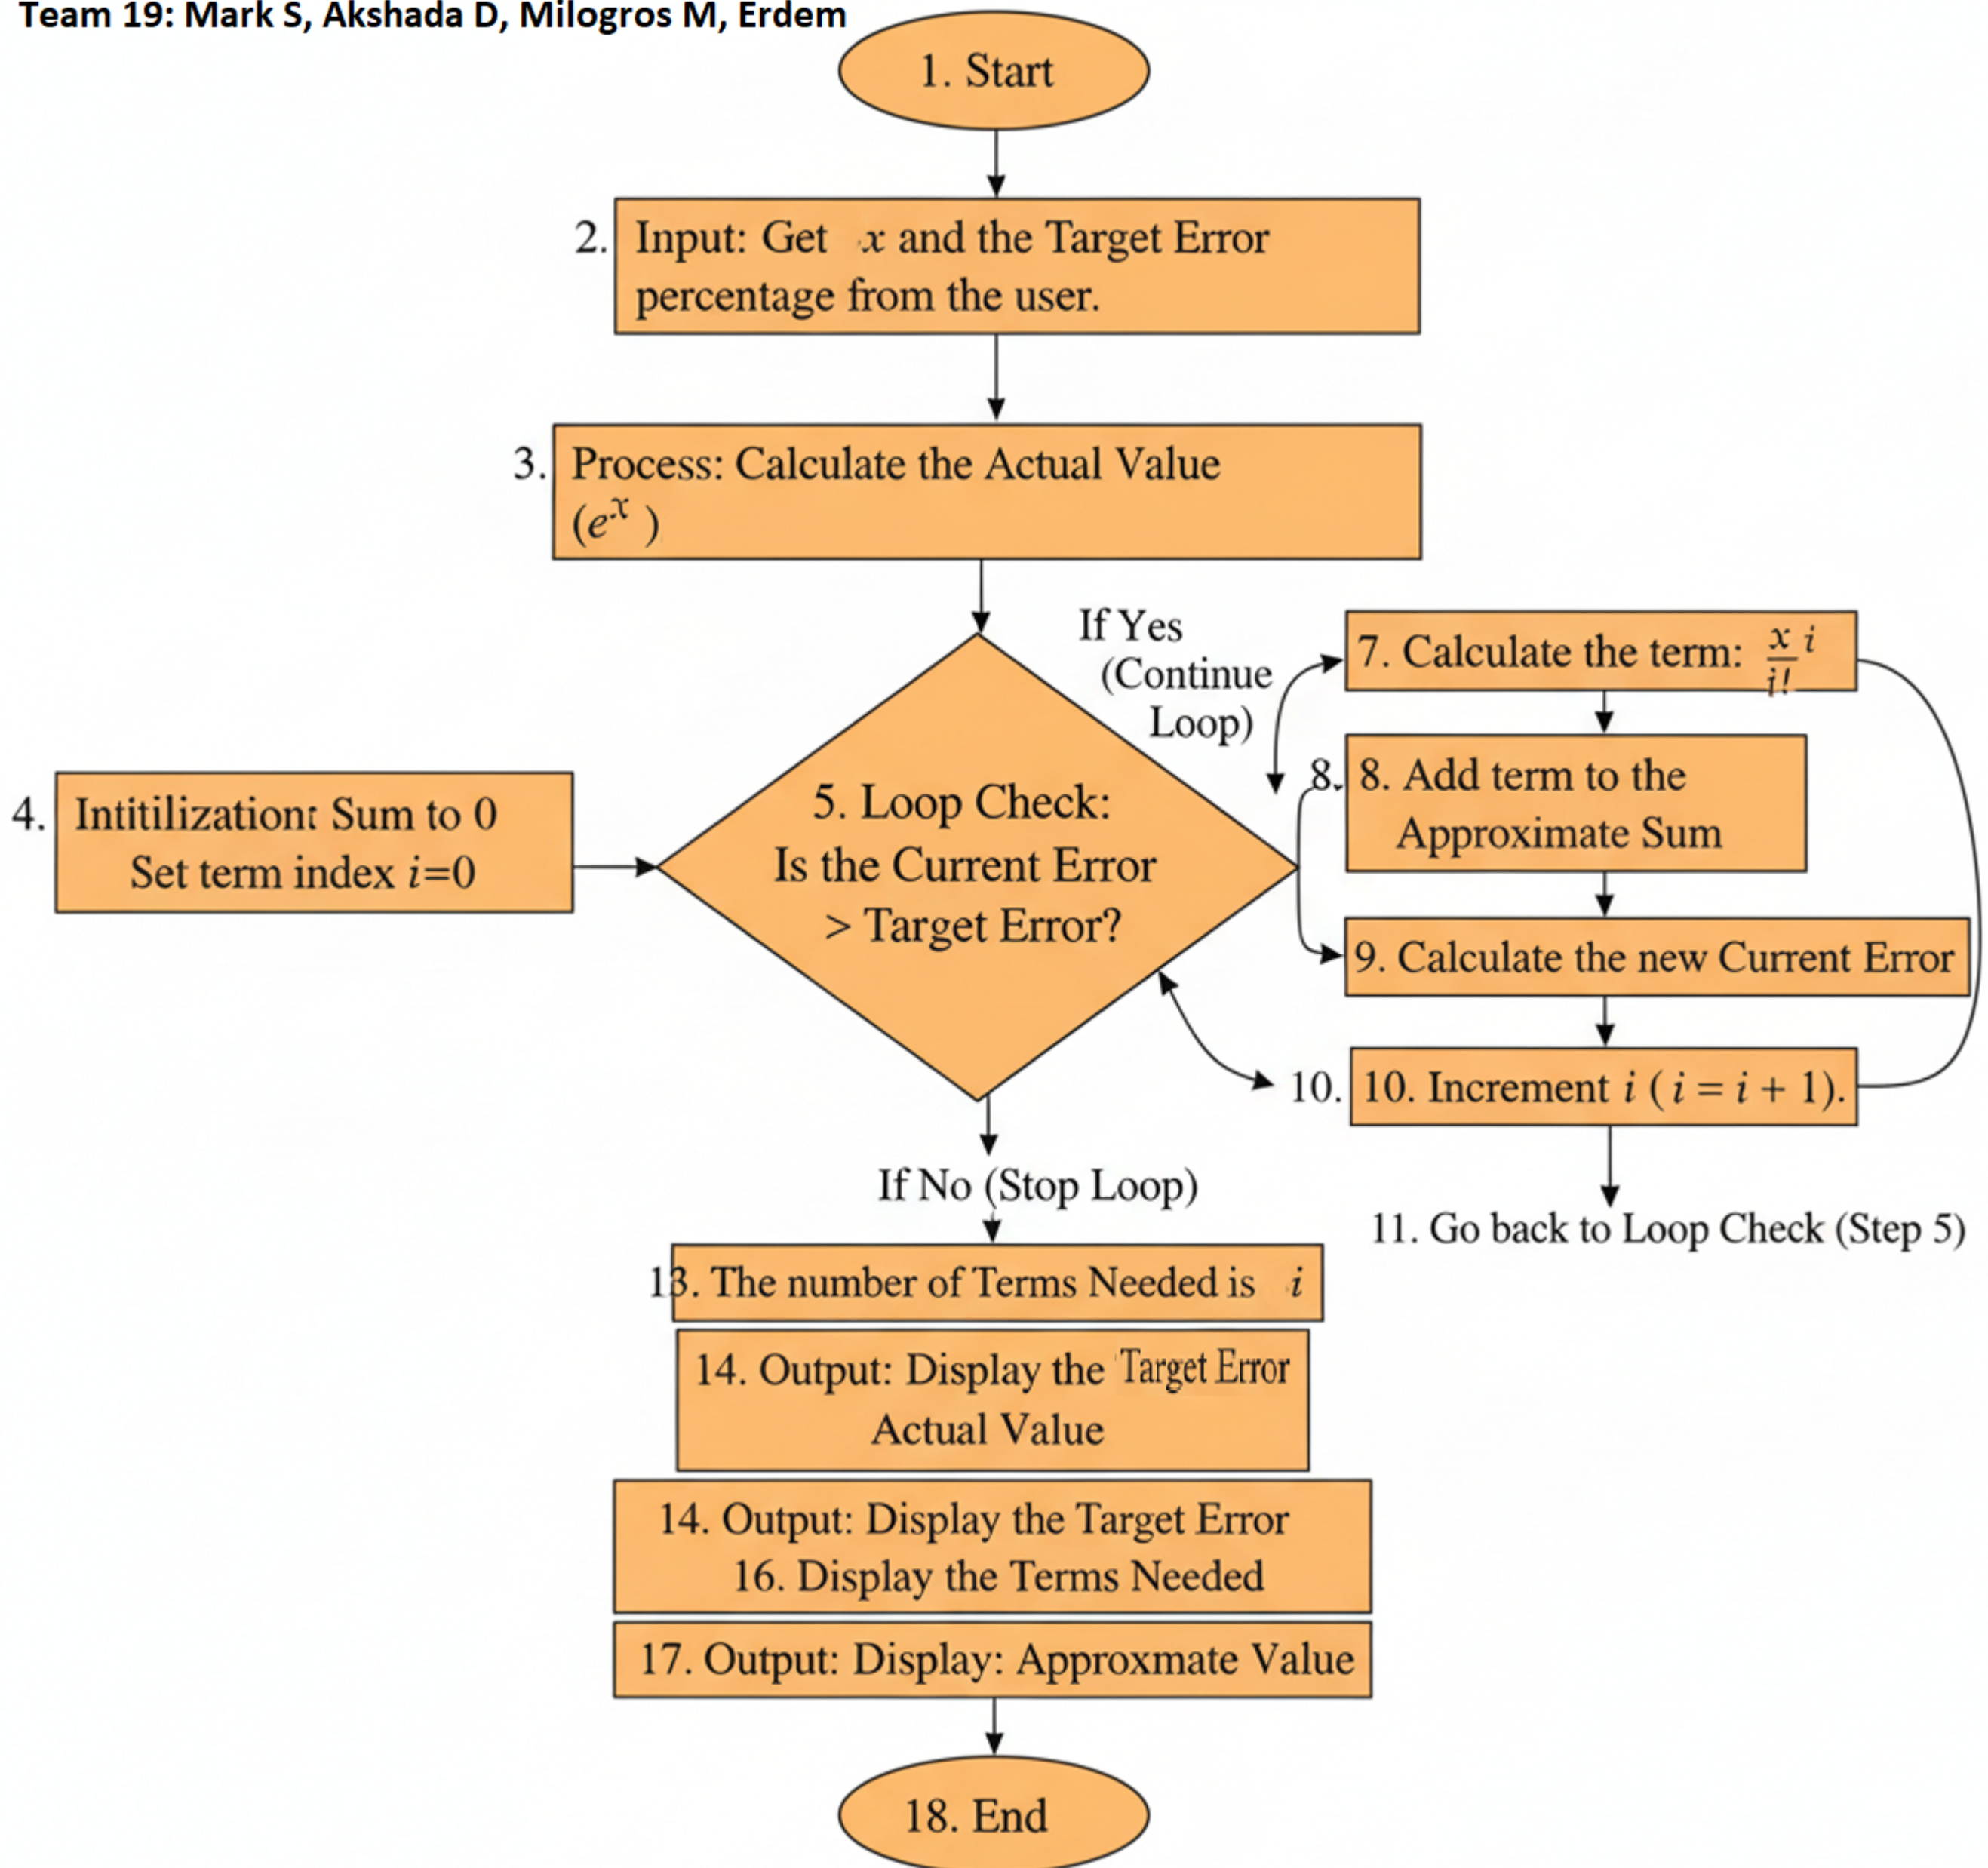 Team 19: Mark S, Akshada D, Milogros M, Erdem
1. Start
2. Input: Get x and the Target Error
percentage from the user.
3. Process: Calculate the Actual Value
(e^x )
4. Intitilization: Sum to 0
Set term index i=0
5. Loop Check:
Is the Current Error
> Target Error?
If Yes
(Continue
Loop)
7. Calculate the term: x/i! i
8. 8. Add term to the
Approximate Sum
9. Calculate the new Current Error
10. 10. Increment i ( i = i + 1).
11. Go back to Loop Check (Step 5)
If No (Stop Loop)
13. The number of Terms Needed is i
14. Output: Display the Target Error
Actual Value
14. Output: Display the Target Error
16. Display the Terms Needed
17. Output: Display: Approxmate Value
18. End